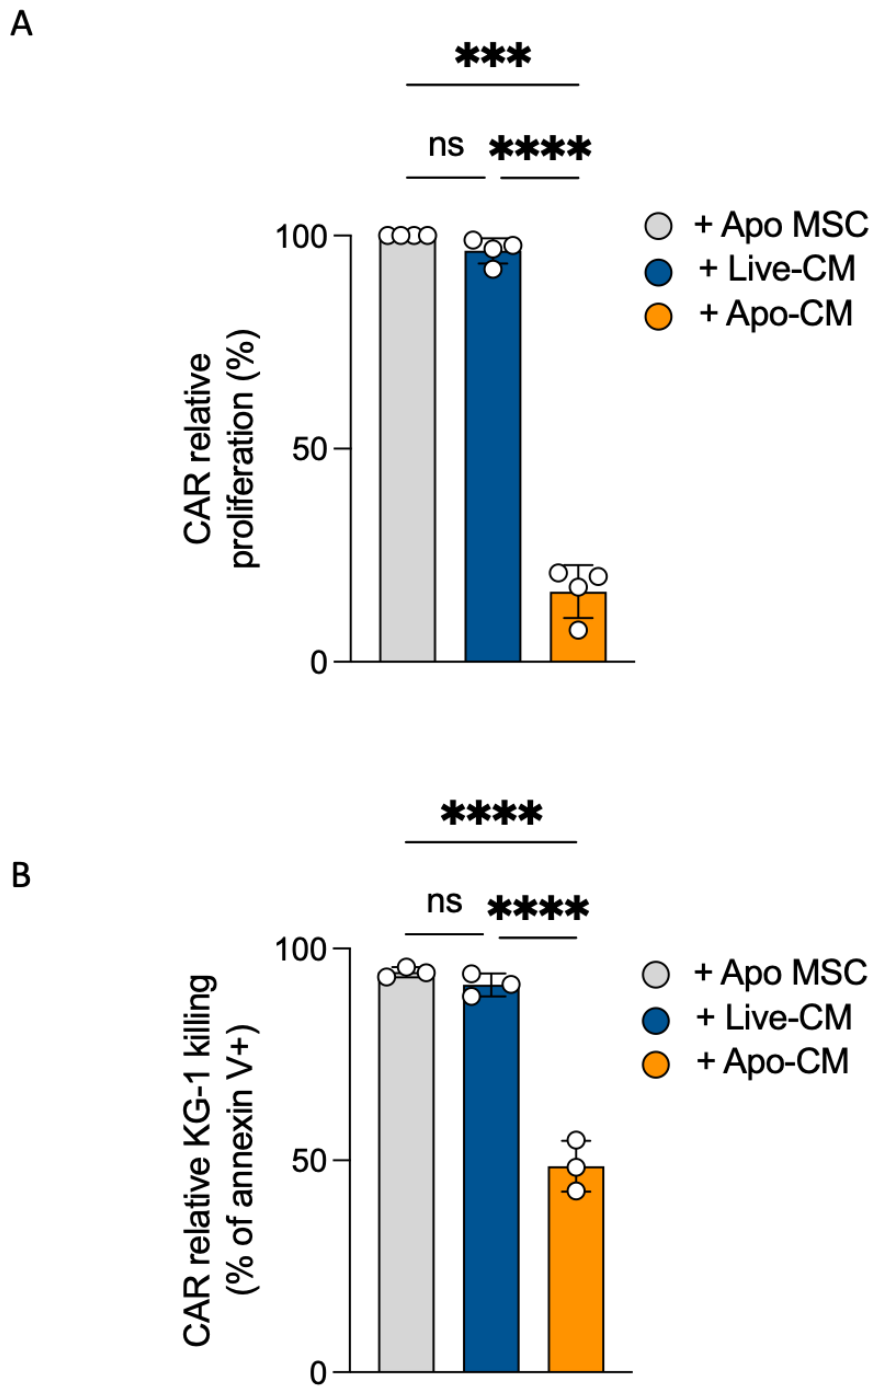 A
***
ns ****
100
50
0
CAR relative
proliferation (%)
+ Apo MSC
+ Live-CM
+ Apo-CM
B
****
ns ****
100
50
0
CAR relative KG-1 killing
(% of annexin V+)
+ Apo MSC
+ Live-CM
+ Apo-CM